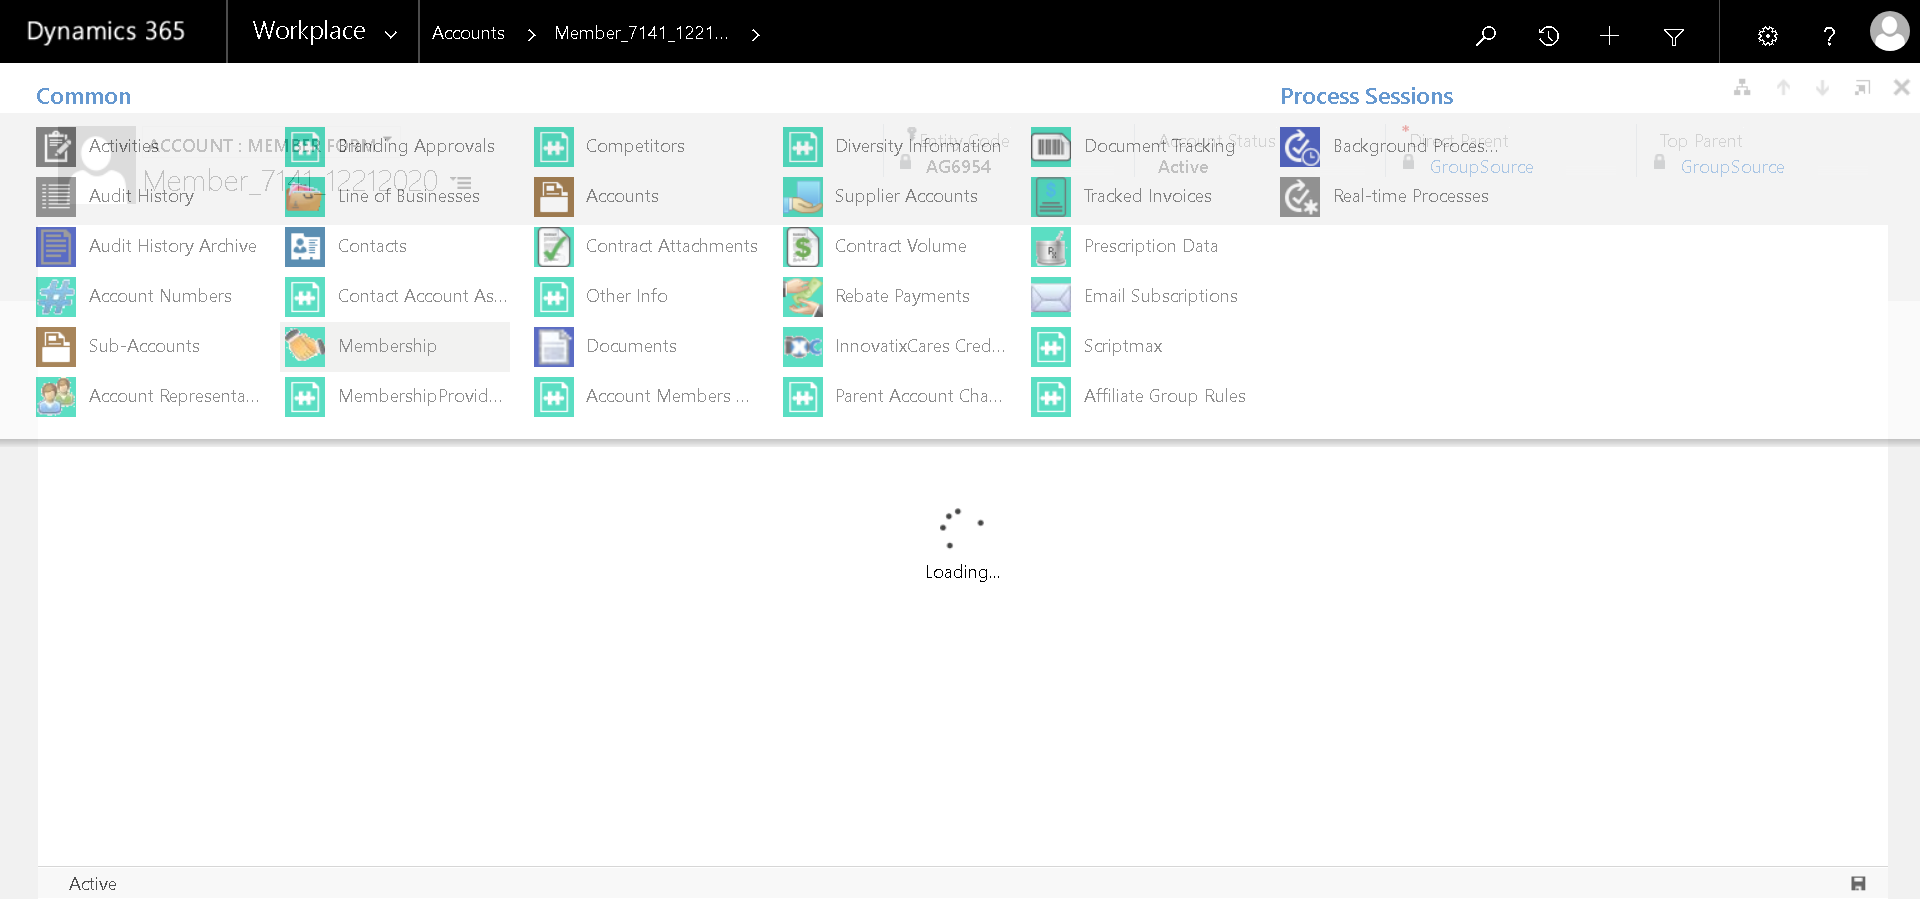 Dynamics 365
Workplace
Accounts
Member_7141_1221...
Common
Process Sessions
Activities
Branding Approvals
Competitors
Diversity Information
Document Tracking
Background Proces...
ACCOUNT : MEMBER FORM
Entity Code
AG6954
Account Status
Active
* Direct Parent
GroupSource
Top Parent
GroupSource
Member_7141_12212020
Audit History
Line of Businesses
Accounts
Supplier Accounts
Tracked Invoices
Real-time Processes
Audit History Archive
Contacts
Contract Attachments
Contract Volume
Prescription Data
Account Numbers
Contact Account As...
Other Info
Rebate Payments
Email Subscriptions
Sub-Accounts
Membership
Documents
InnovatixCares Cred...
Scriptmax
Account Representa...
MembershipProvid...
Account Members ...
Parent Account Cha...
Affiliate Group Rules
Loading...
Active